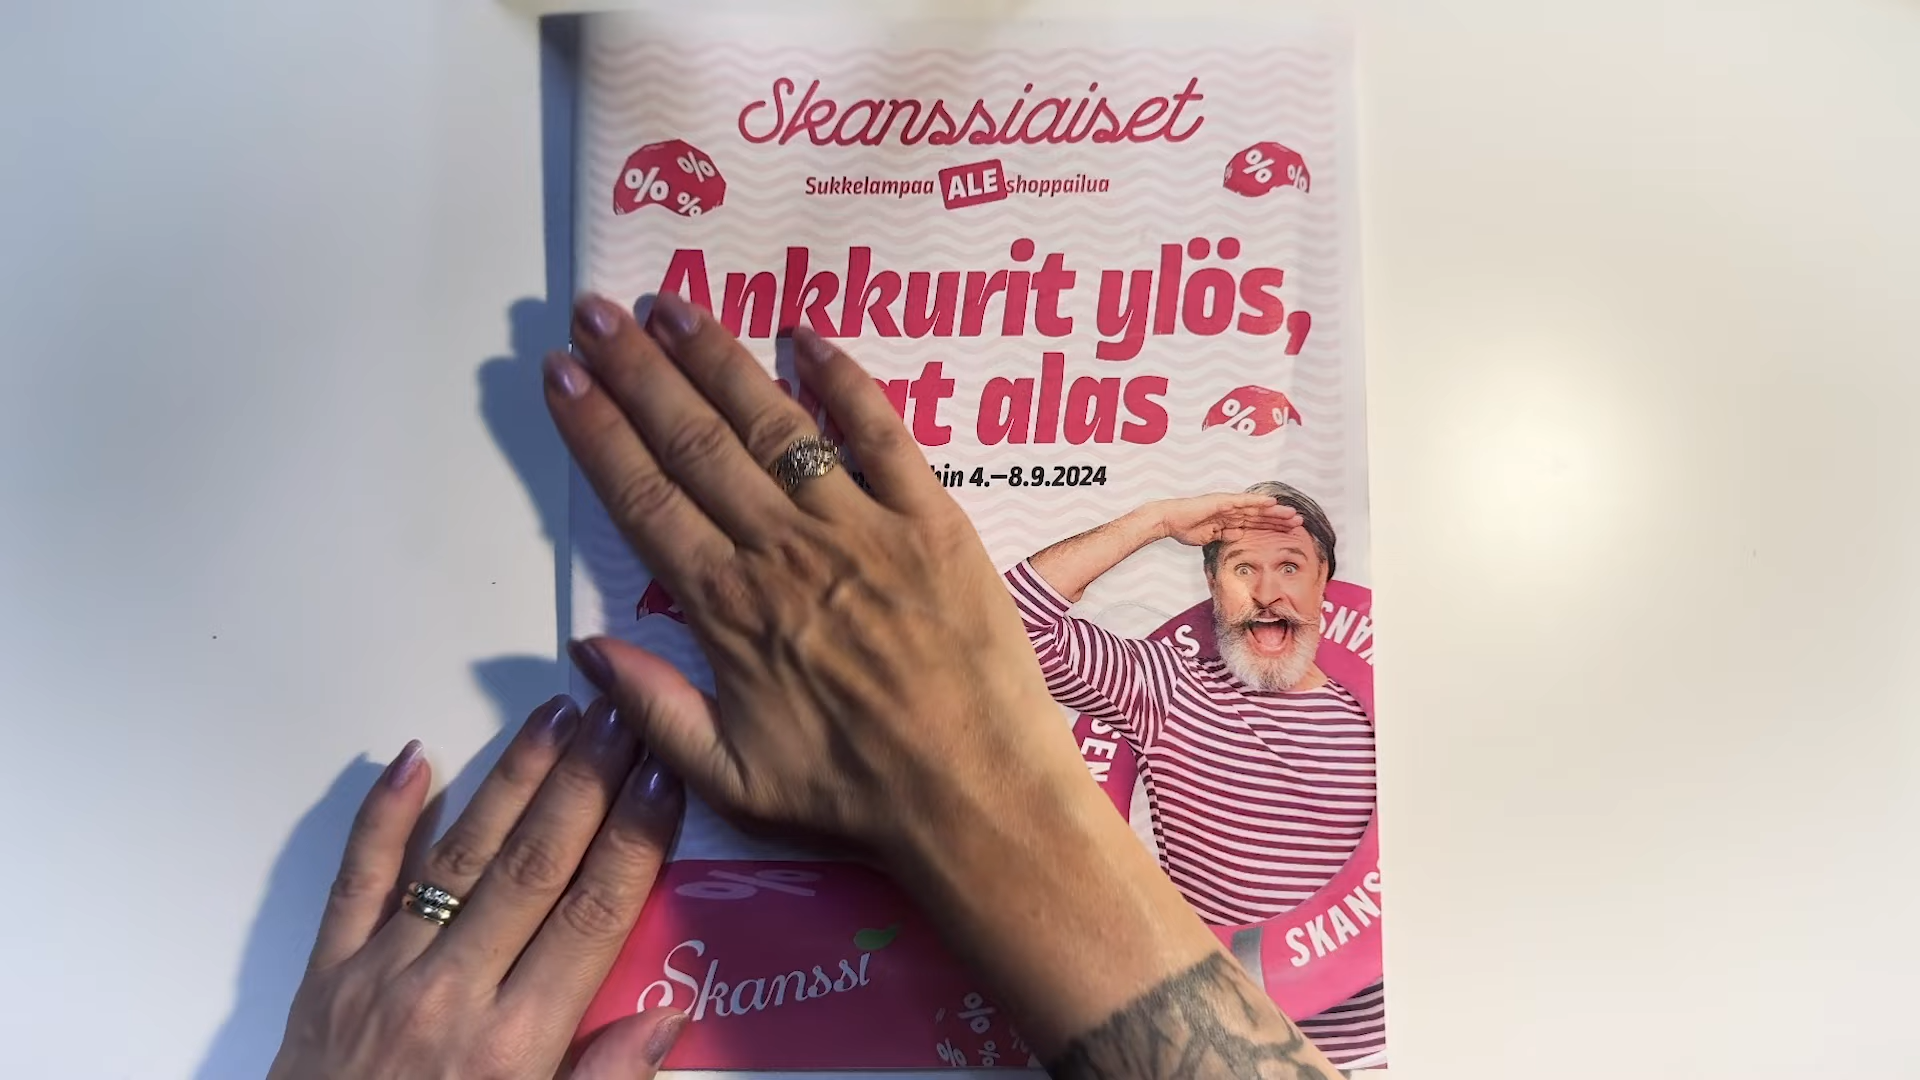 Skanssiaiset
Sukkelampaa ALE shoppailua
Ankkurit ylös,
alas
4.–8.9.2024
SKANS
Skanssi